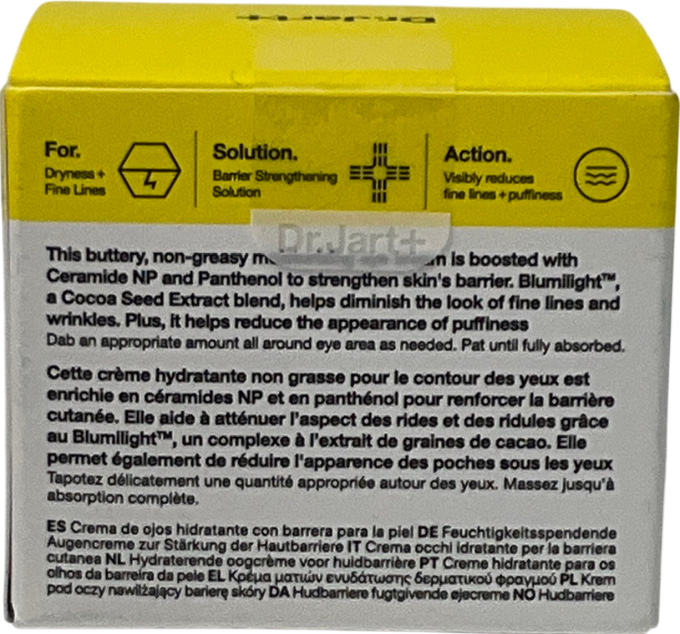 Dr.Jart+
For.
Dryness +
Fine Lines
Solution.
Barrier Strengthening
Solution
Action.
Visibly reduces
fine lines + puffiness
Dr.Jart+
This buttery, non-greasy is boosted with
Ceramide NP and Panthenol to strengthen skin's barrier. Blumilight™,
a Cocoa Seed Extract blend, helps diminish the look of fine lines and
wrinkles. Plus, it helps reduce the appearance of puffiness
Dab an appropriate amount all around eye area as needed. Pat until fully absorbed.
Cette crème hydratante non grasse pour le contour des yeux est
enrichie en céramides NP et en panthénol pour renforcer la barrière
cutanée. Elle aide à atténuer l'aspect des rides et des ridules grâce
au Blumilight™, un complexe à l'extrait de graines de cacao. Elle
permet également de réduire l'apparence des poches sous les yeux
Tapotez délicatement une quantité appropriée autour des yeux. Massez jusqu'à
absorption complète.
ES Crema de ojos hidratante con barrera para la piel DE Feuchtigkeitsspendende
Augencreme zur Stärkung der Hautbarriere IT Crema occhi idratante per la barriera
cutanea NL Hydraterende oogcrème voor huidbarrière PT Creme hidratante para os
olhos da barreira da pele EL Κρέμα ματιών ενυδάτωσης δερματικού φραγμού PL Krem
pod oczy nawilżający barierę skóry DA Hudbarriere fugtgivende øjecreme NO Hudbarriere